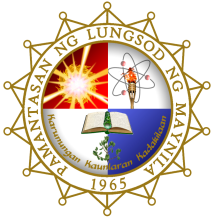 PAMANTASAN NG LUNGSOD NG MAYNILA
Karunungan Kaunlaran Kadakilaan
1965